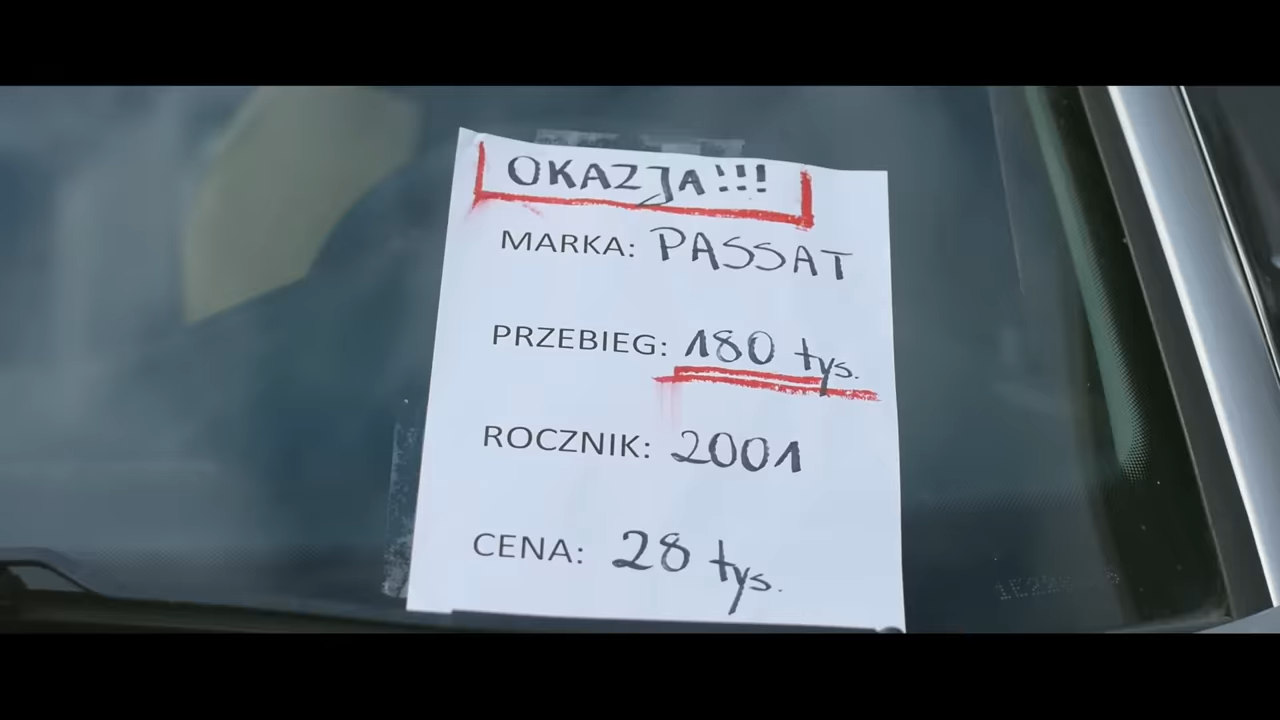 OKAZJA!!!
MARKA: PASSAT
PRZEBIEG: 180 tys.
ROCZNIK: 2001
CENA: 28 tys.